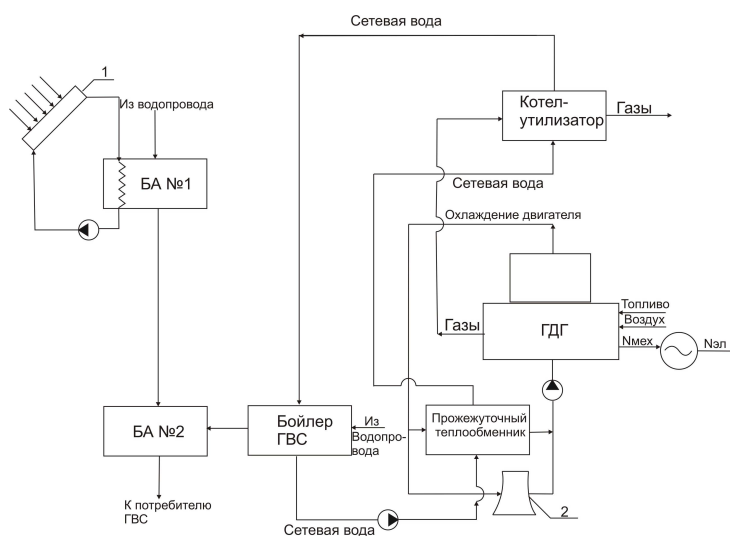 Сетевая вода
1
Из водопровода
Котел-
утилизатор
Газы
БА №1
Сетевая вода
Охлаждение двигателя
Топливо
Воздух
ГДГ
Газы
Nмех
Nэл
БА №2
Бойлер
ГВС
Из
Водопро-
вода
Прожежуточный
теплообменник
К потребителю
ГВС
Сетевая вода
2